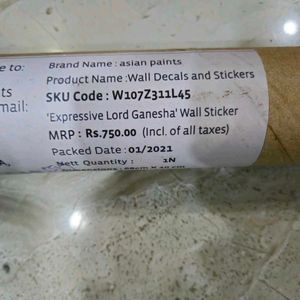 e to:
Brand Name : asian paints
Product Name :Wall Decals and Stickers
ts
SKU Code : W107Z311L45
mail:
'Expressive Lord Ganesha' Wall Sticker
MRP : Rs.750.00 (Incl. of all taxes)
Packed Date : 01/2021
A,
Nett Quantity : 1N